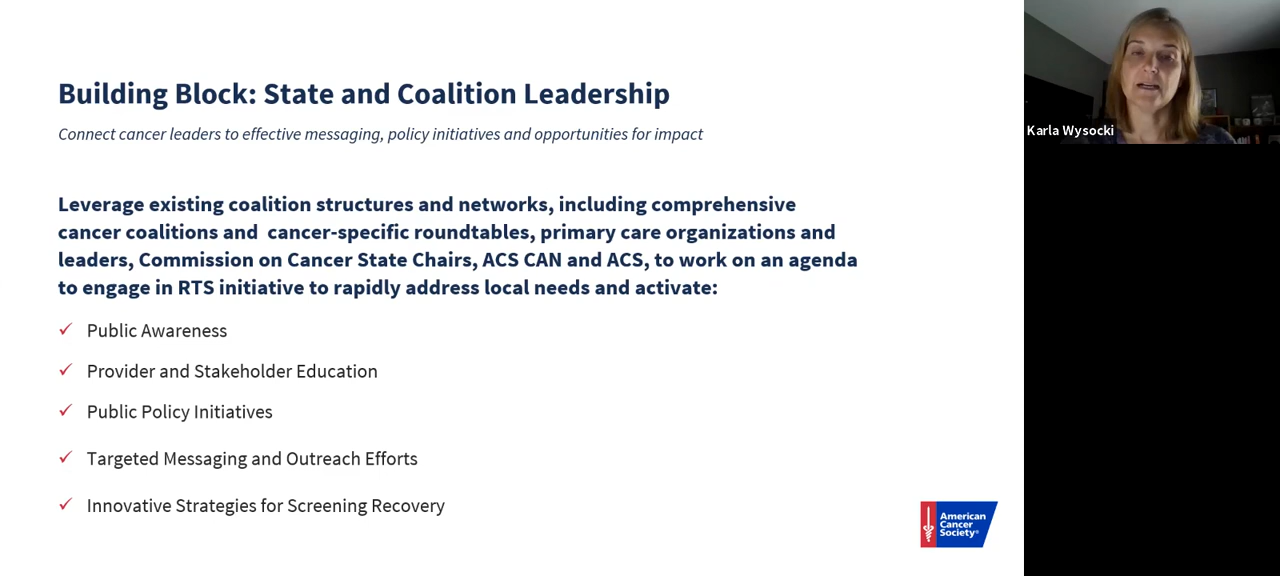 Building Block: State and Coalition Leadership
Connect cancer leaders to effective messaging, policy initiatives and opportunities for impact
Leverage existing coalition structures and networks, including comprehensive
cancer coalitions and  cancer-specific roundtables, primary care organizations and
leaders, Commission on Cancer State Chairs, ACS CAN and ACS, to work on an agenda
to engage in RTS initiative to rapidly address local needs and activate:
✓ Public Awareness
✓ Provider and Stakeholder Education
✓ Public Policy Initiatives
✓ Targeted Messaging and Outreach Efforts
✓ Innovative Strategies for Screening Recovery
American
Cancer
Society®
Karla Wysocki